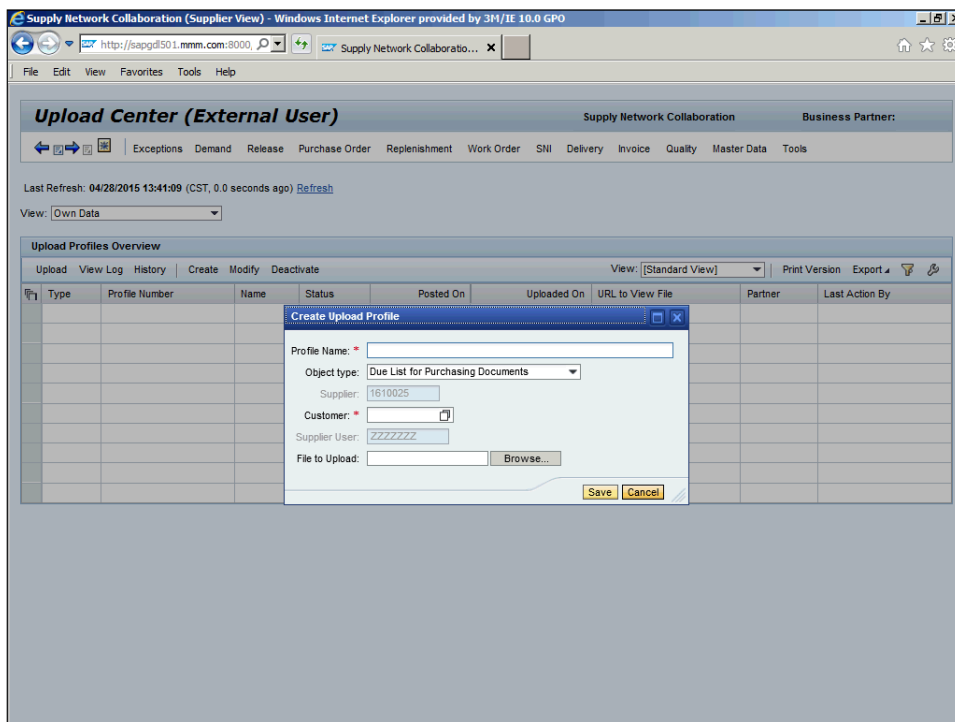 Supply Network Collaboration (Supplier View) - Windows Internet Explorer provided by 3M/IE 10.0 GPO
http://sapgdl501.mmm.com:8000, Supply Network Collaboratio...
File Edit View Favorites Tools Help
Upload Center (External User) Supply Network Collaboration Business Partner:
Exceptions Demand Release Purchase Order Replenishment Work Order SNI Delivery Invoice Quality Master Data Tools
Last Refresh: 04/28/2015 13:41:09 (CST, 0.0 seconds ago) Refresh
View: Own Data
Upload Profiles Overview
Upload View Log History Create Modify Deactivate View: [Standard View] Print Version Export
Type Profile Number Name Status Posted On Uploaded On URL to View File Partner Last Action By
Create Upload Profile
Profile Name: *
Object type: Due List for Purchasing Documents
Supplier: 1610025
Customer: *
Supplier User: ZZZZZZZ
File to Upload: Browse...
Save Cancel